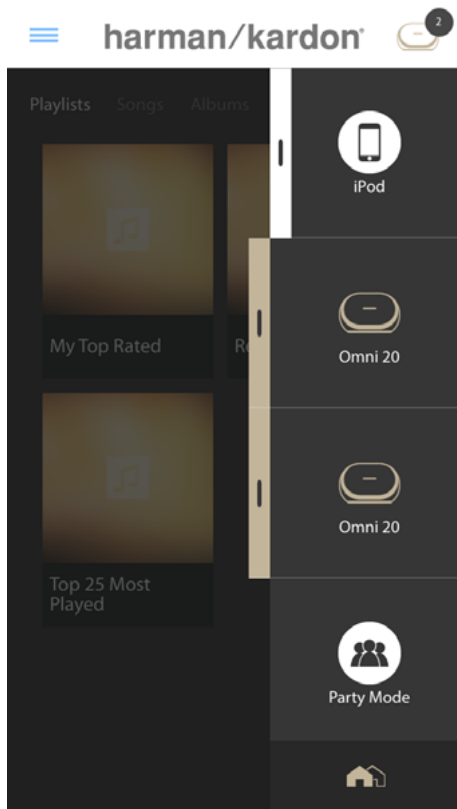 harman/kardon
2
Playlists Songs Albums
iPod
My Top Rated
Omni 20
Omni 20
Top 25 Most
Played
Party Mode